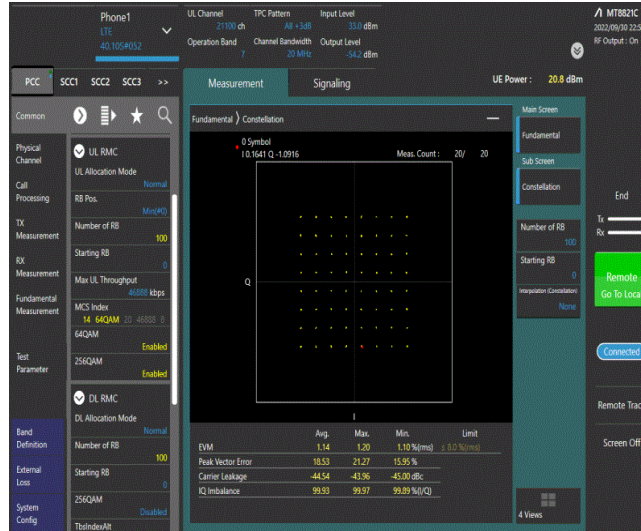 Phone1
LTE
40.105#052
UL Channel
21100 ch
TPC Pattern
All +3dB
Input Level
33.0 dBm
Operation Band
7
Channel Bandwidth
20 MHz
Output Level
-54.2 dBm
MT8821C
2022/09/30 22:5
RF Output : On
PCC SCC1 SCC2 SCC3 >>
Measurement
Signaling
UE Power : 20.8 dBm
Common
Physical
Channel
Call
Processing
TX
Measurement
RX
Measurement
Fundamental
Measurement
Test
Parameter
Band
Definition
External
Loss
System
Config
UL RMC
UL Allocation Mode
Normal
RB Pos.
Min(#0)
Number of RB
100
Starting RB
0
Max UL Throughput
46888 kbps
MCS Index
14 64QAM 20 46888 8
64QAM
Enabled
256QAM
Enabled
DL RMC
DL Allocation Mode
Normal
Number of RB
100
Starting RB
0
256QAM
Disabled
TbsIndexAlt
Fundamental 〉 Constellation
0 Symbol
I 0.1641 Q -1.0916
Meas. Count : 20/ 20
Q
I
Avg. Max. Min. Limit
EVM 1.14 1.20 1.10 %(rms) ≤ 8.0 %(rms)
Peak Vector Error 18.53 21.27 15.95 %
Carrier Leakage -44.54 -43.96 -45.00 dBc
IQ Imbalance 99.93 99.97 99.89 %(I/Q)
Main Screen
Fundamental
Sub Screen
Constellation
Number of RB
100
Starting RB
0
Interpolation (Constellation)
None
4 Views
End
Tx
Rx
Remote
Go To Loca
Connected
Remote Trac
Screen Off